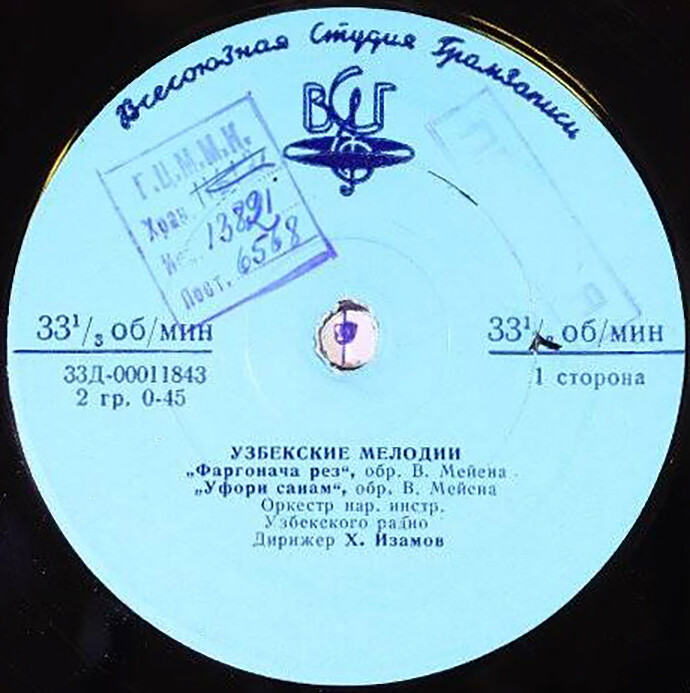 Всесоюзная Студия Грамзаписи
ВСГ
Г.Ц.М.М.К.
Хран.
Инв. 13821
Пост. 6568
33¹/₃ об/мин
33Д-00011843
2 гр. 0-45
33¹/₃ об/мин
1 сторона
УЗБЕКСКИЕ МЕЛОДИИ
„Фаргонача рез“, обр. В. Мейена
„Уфори санам“, обр. В. Мейена
Оркестр нар. инстр.
Узбекского радио
Дирижер Х. Изамов